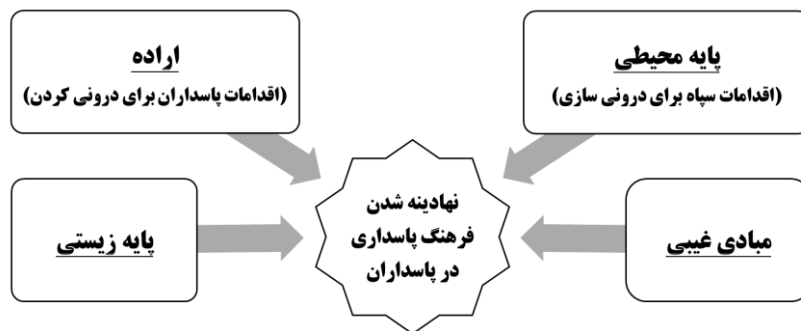 پایه محیطی
(اقدامات سپاه برای درونی سازی)
اراده
(اقدامات پاسداران برای درونی کردن)
نهادینه شدن
فرهنگ پاسداری
در پاسداران
مبادی غیبی
پایه زیستی